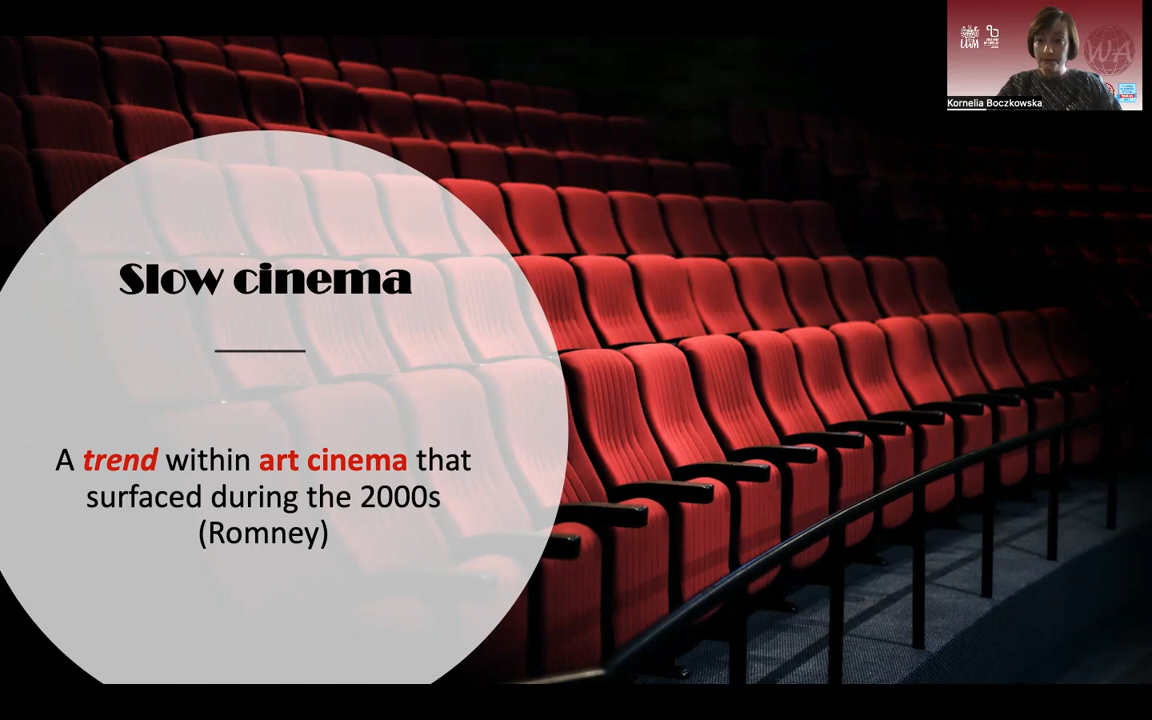 Kornelia Boczkowska
Slow cinema
A trend within art cinema that
surfaced during the 2000s
(Romney)